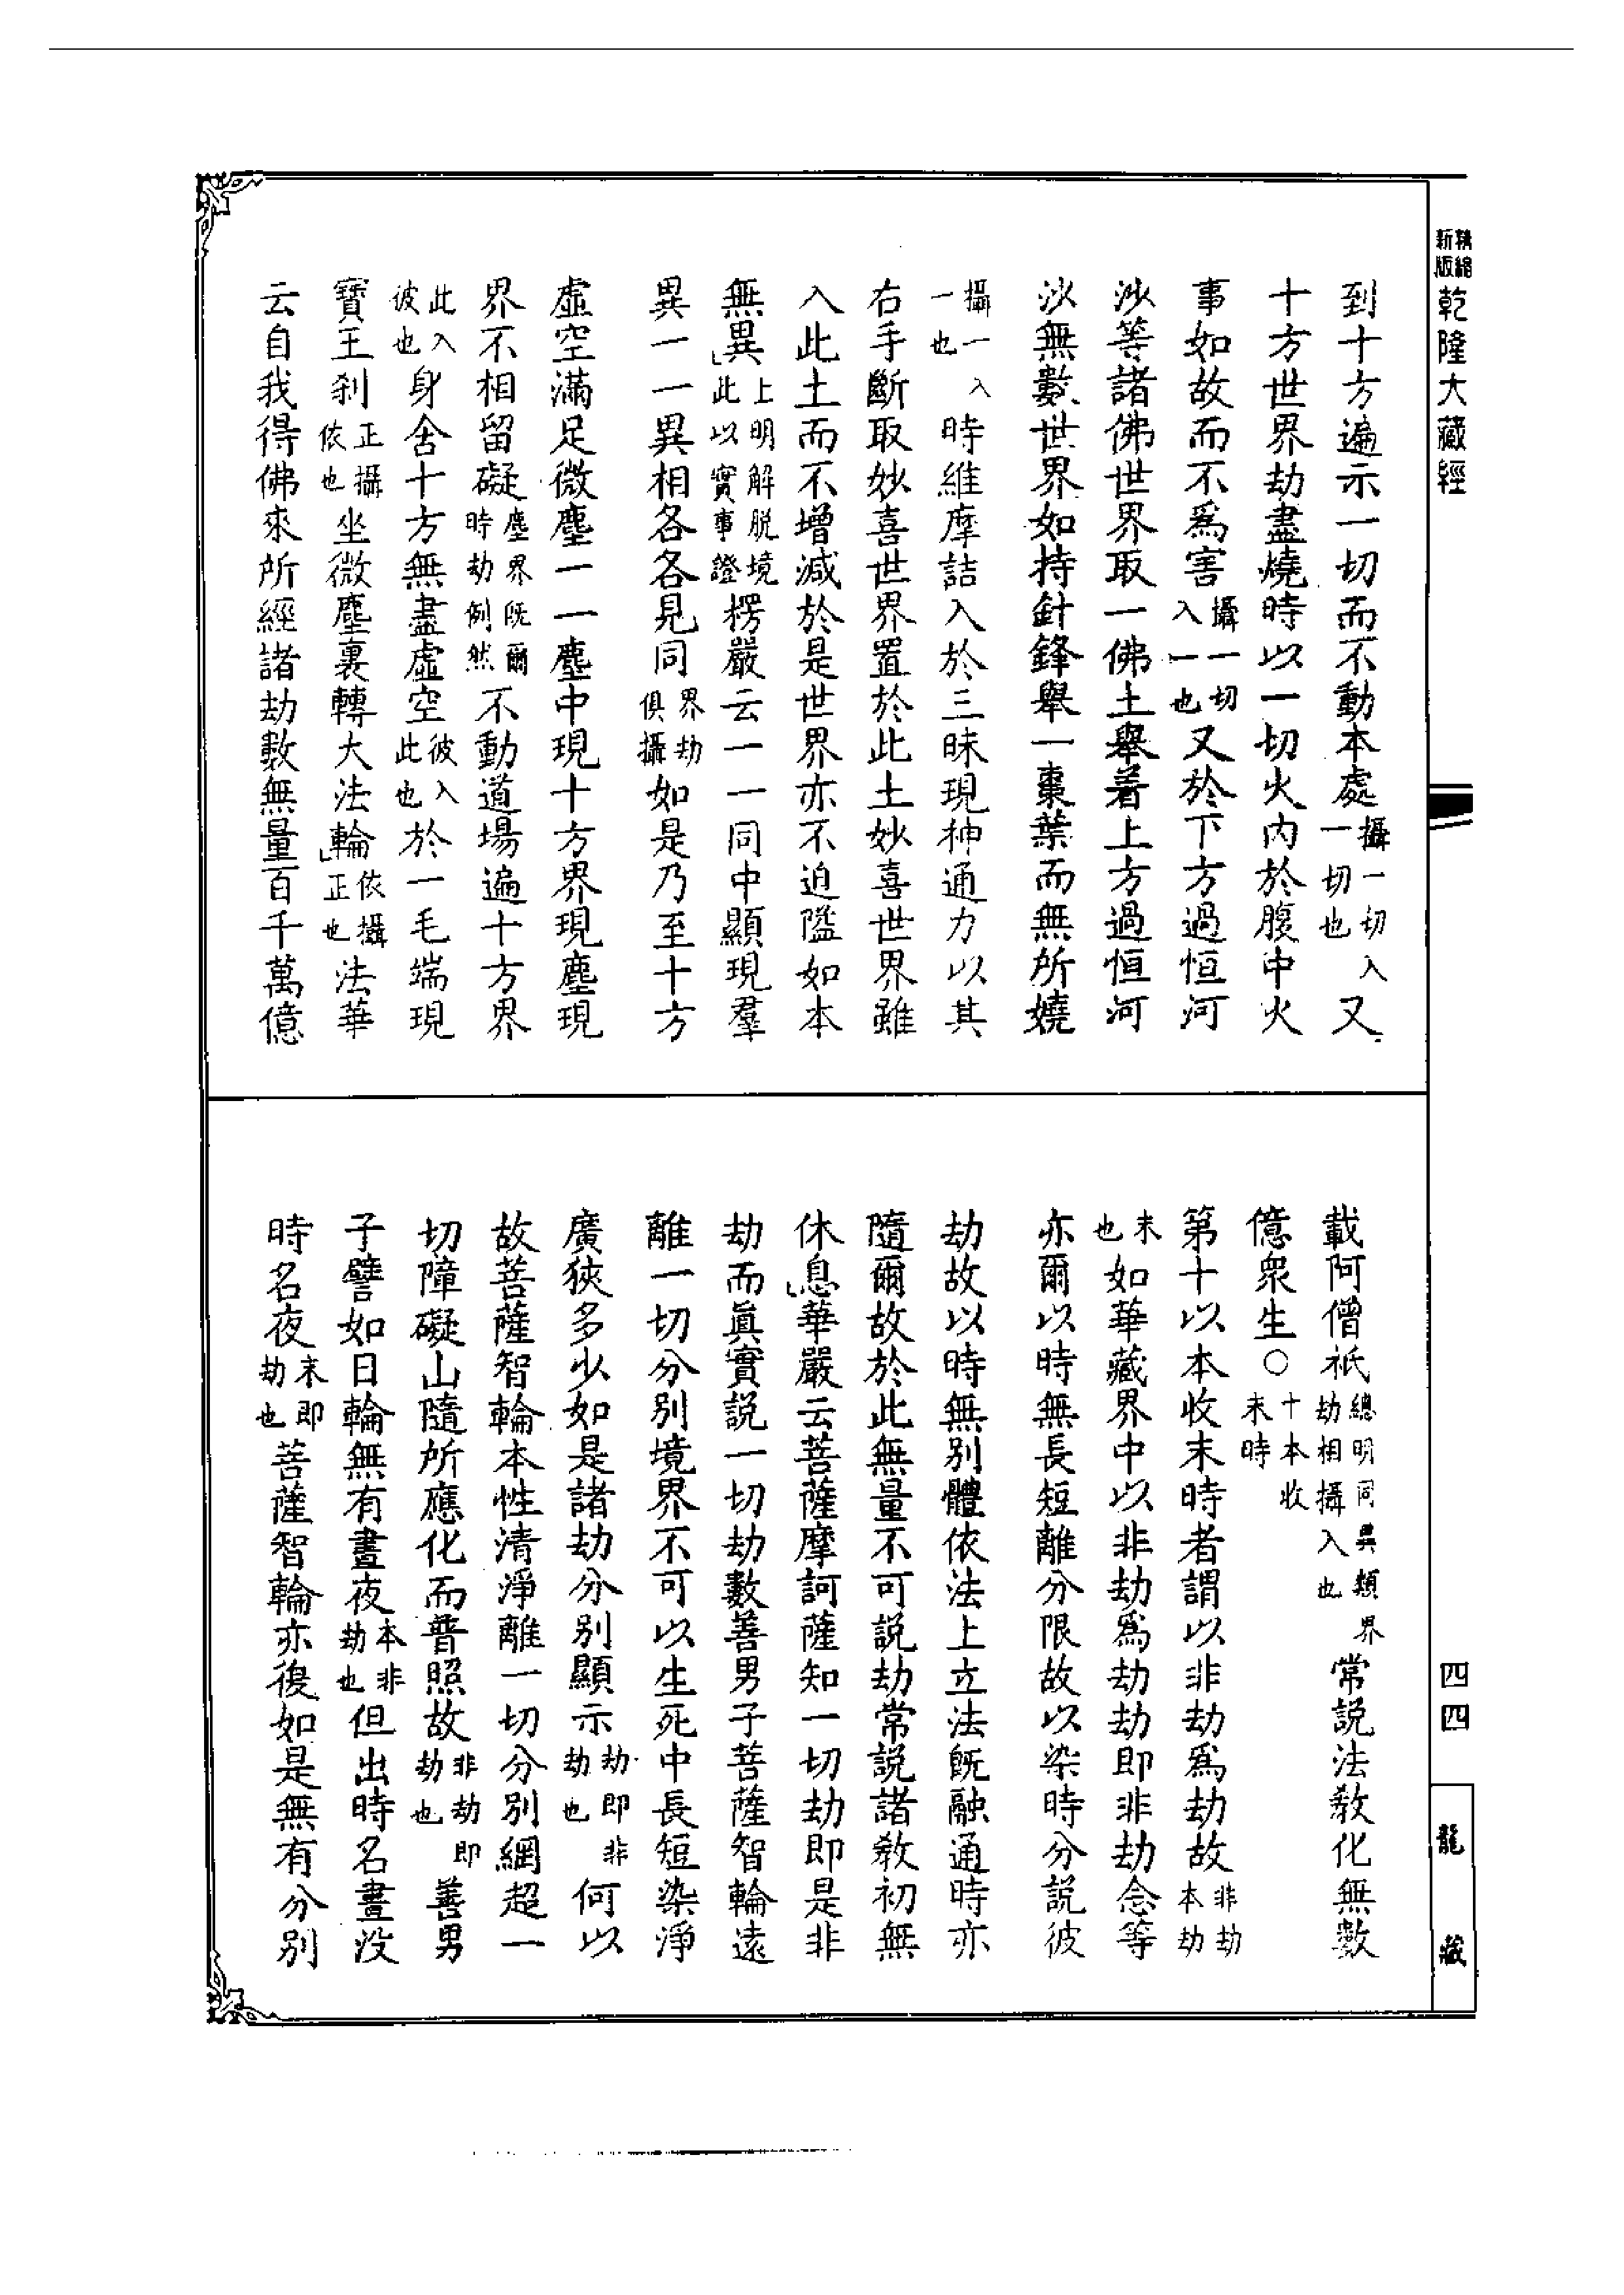 精縮新版乾隆大藏經
到十方遍示一切而不動本處攝一切入一切也又
十方世界劫盡燒時以一切火內於腹中火
事如故而不爲害攝一切入一也又於下方過恒河
沙等諸佛世界取一佛土舉著上方過恒河
沙無數世界如持針鋒舉一棗葉而無所嬈
攝一入一也時維摩詰入於三昧現神通力以其
右手斷取妙喜世界置於此土妙喜世界雖
入此土而不增減於是世界亦不迫隘如本
無異」上明解脱境此以實事證楞嚴云一一同中顯現羣
異一一異相各各見同界劫俱攝如是乃至十方
虛空滿足微塵一一塵中現十方界現塵現
界不相留礙塵界既爾時劫例然不動道場遍十方界
此入彼也身含十方無盡虛空彼入此也於一毛端現
寶王刹正攝依也坐微塵裏轉大法輪」依攝正也法華
云自我得佛來所經諸劫數無量百千萬億
載阿僧祇總明同異類界劫相攝入也常説法教化無數
億衆生○十本收末時
第十以本收末時者謂以非劫爲劫故非劫本劫
末也如華藏界中以非劫爲劫劫即非劫念等
亦爾以時無長短離分限故以染時分説彼
劫故以時無別體依法上立法既融通時亦
隨爾故於此無量不可説劫常説諸教初無
休息」華嚴云菩薩摩訶薩知一切劫即是非
劫而眞實説一切劫數善男子菩薩智輪遠
離一切分別境界不可以生死中長短染淨
廣狹多少如是諸劫分別顯示劫即非劫也何以
故菩薩智輪本性清淨離一切分別網超一
切障礙山隨所應化而普照故非劫即劫也善男
子譬如日輪無有晝夜本非劫也但出時名晝沒
時名夜末即劫也菩薩智輪亦復如是無有分別
四四
龍藏